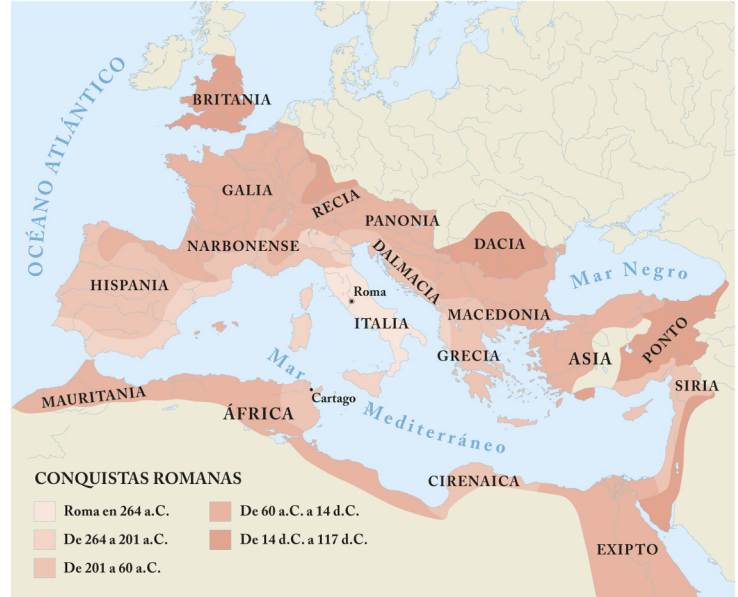 OCÉANO ATLÁNTICO
BRITANIA
GALIA
RECIA
PANONIA
NARBONENSE
DALMACIA
DACIA
Mar Negro
HISPANIA
Roma
ITALIA
MACEDONIA
GRECIA
ASIA
PONTO
SIRIA
Mar Mediterráneo
MAURITANIA
ÁFRICA
Cartago
CIRENAICA
EXIPTO
CONQUISTAS ROMANAS
Roma en 264 a.C.
De 264 a 201 a.C.
De 201 a 60 a.C.
De 60 a.C. a 14 d.C.
De 14 d.C. a 117 d.C.